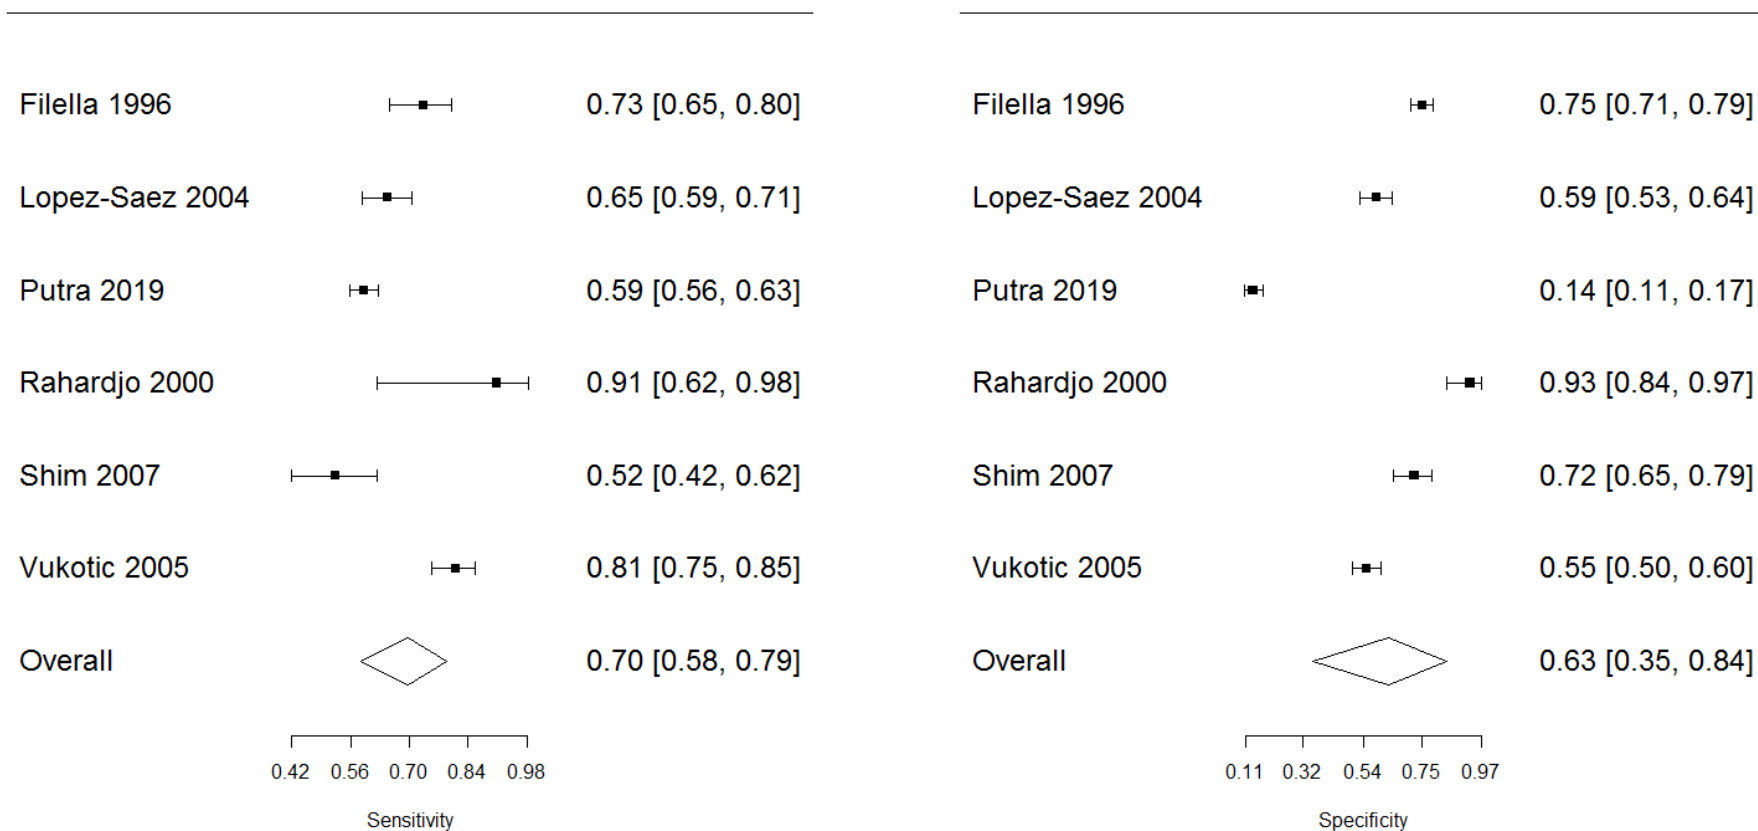 Filella 1996 0.73 [0.65, 0.80]
Lopez-Saez 2004 0.65 [0.59, 0.71]
Putra 2019 0.59 [0.56, 0.63]
Rahardjo 2000 0.91 [0.62, 0.98]
Shim 2007 0.52 [0.42, 0.62]
Vukotic 2005 0.81 [0.75, 0.85]
Overall 0.70 [0.58, 0.79]
0.42 0.56 0.70 0.84 0.98
Sensitivity
Filella 1996 0.75 [0.71, 0.79]
Lopez-Saez 2004 0.59 [0.53, 0.64]
Putra 2019 0.14 [0.11, 0.17]
Rahardjo 2000 0.93 [0.84, 0.97]
Shim 2007 0.72 [0.65, 0.79]
Vukotic 2005 0.55 [0.50, 0.60]
Overall 0.63 [0.35, 0.84]
0.11 0.32 0.54 0.75 0.97
Specificity